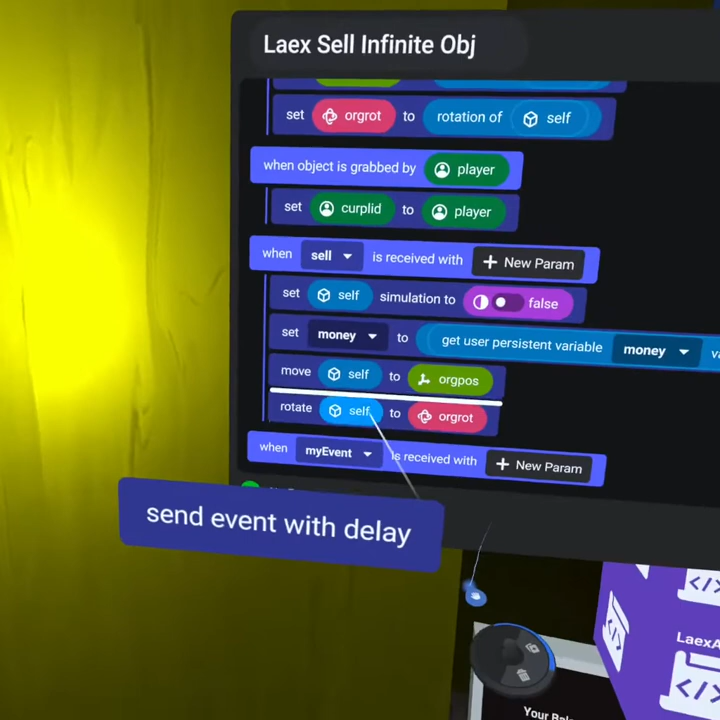 Laex Sell Infinite Obj
set orgrot to rotation of self
when object is grabbed by player
set curplid to player
when sell is received with + New Param
set self simulation to false
set money to get user persistent variable money
move self to orgpos
rotate self to orgrot
when myEvent is received with + New Param
send event with delay
LaexA
Your Bal